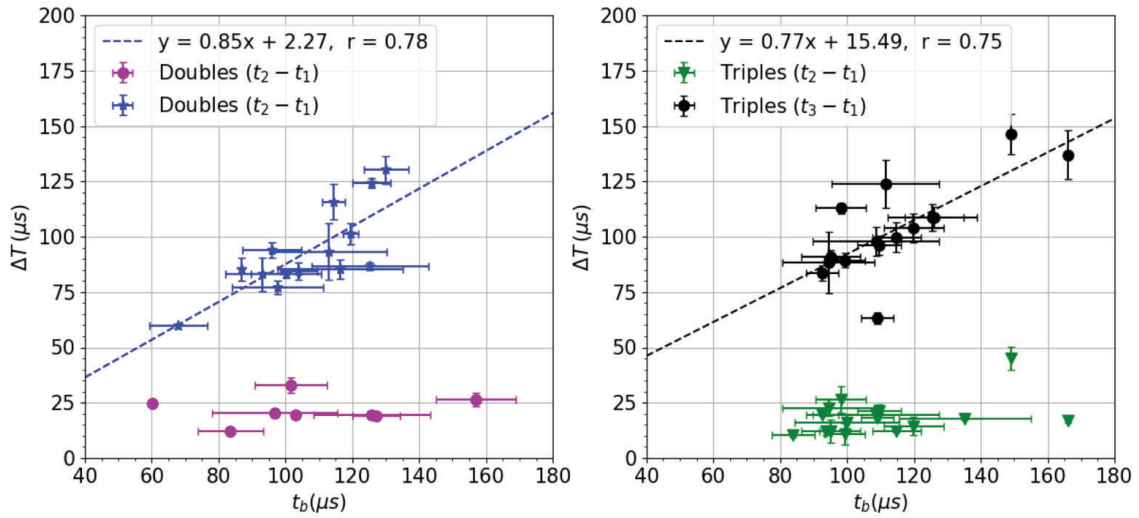 200
175
150
125
100
75
50
25
0
ΔT(μs)
y = 0.85x + 2.27, r = 0.78
Doubles (t₂ − t₁)
Doubles (t₂ − t₁)
40 60 80 100 120 140 160 180
t_b(μs)
200
175
150
125
100
75
50
25
0
ΔT(μs)
y = 0.77x + 15.49, r = 0.75
Triples (t₂ − t₁)
Triples (t₃ − t₁)
40 60 80 100 120 140 160 180
t_b(μs)